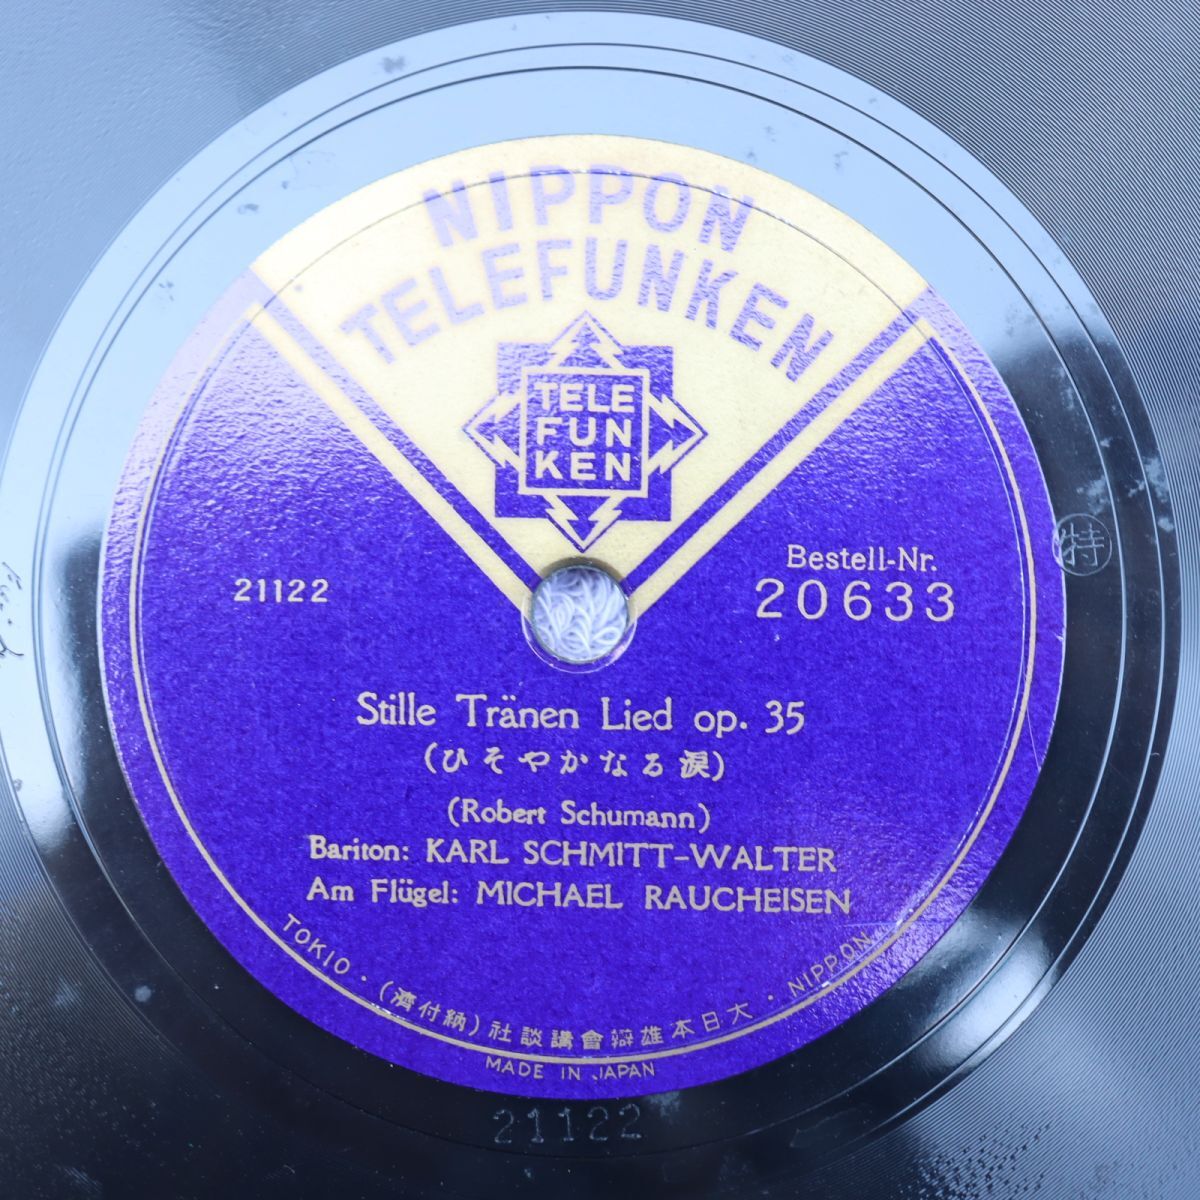 NIPPON
TELEFUNKEN
TELE
FUN
KEN
21122
Bestell-Nr.
20633
特
Stille Tränen Lied op. 35
(ひそやかなる涙)
(Robert Schumann)
Bariton: KARL SCHMITT-WALTER
Am Flügel: MICHAEL RAUCHEISEN
TOKIO・(濟付納)社談講會辯雄本日大・NIPPON
MADE IN JAPAN
21122